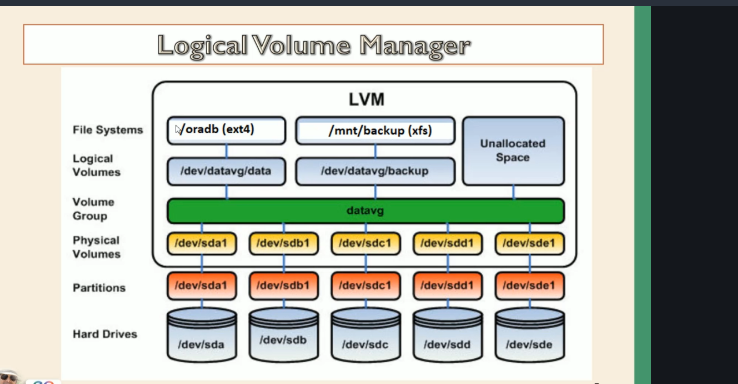 Logical Volume Manager
LVM
File Systems
/oradb (ext4)
/mnt/backup (xfs)
Unallocated
Space
Logical
Volumes
/dev/datavg/data
/dev/datavg/backup
Volume
Group
datavg
Physical
Volumes
/dev/sda1
/dev/sdb1
/dev/sdc1
/dev/sdd1
/dev/sde1
Partitions
/dev/sda1
/dev/sdb1
/dev/sdc1
/dev/sdd1
/dev/sde1
Hard Drives
/dev/sda
/dev/sdb
/dev/sdc
/dev/sdd
/dev/sde